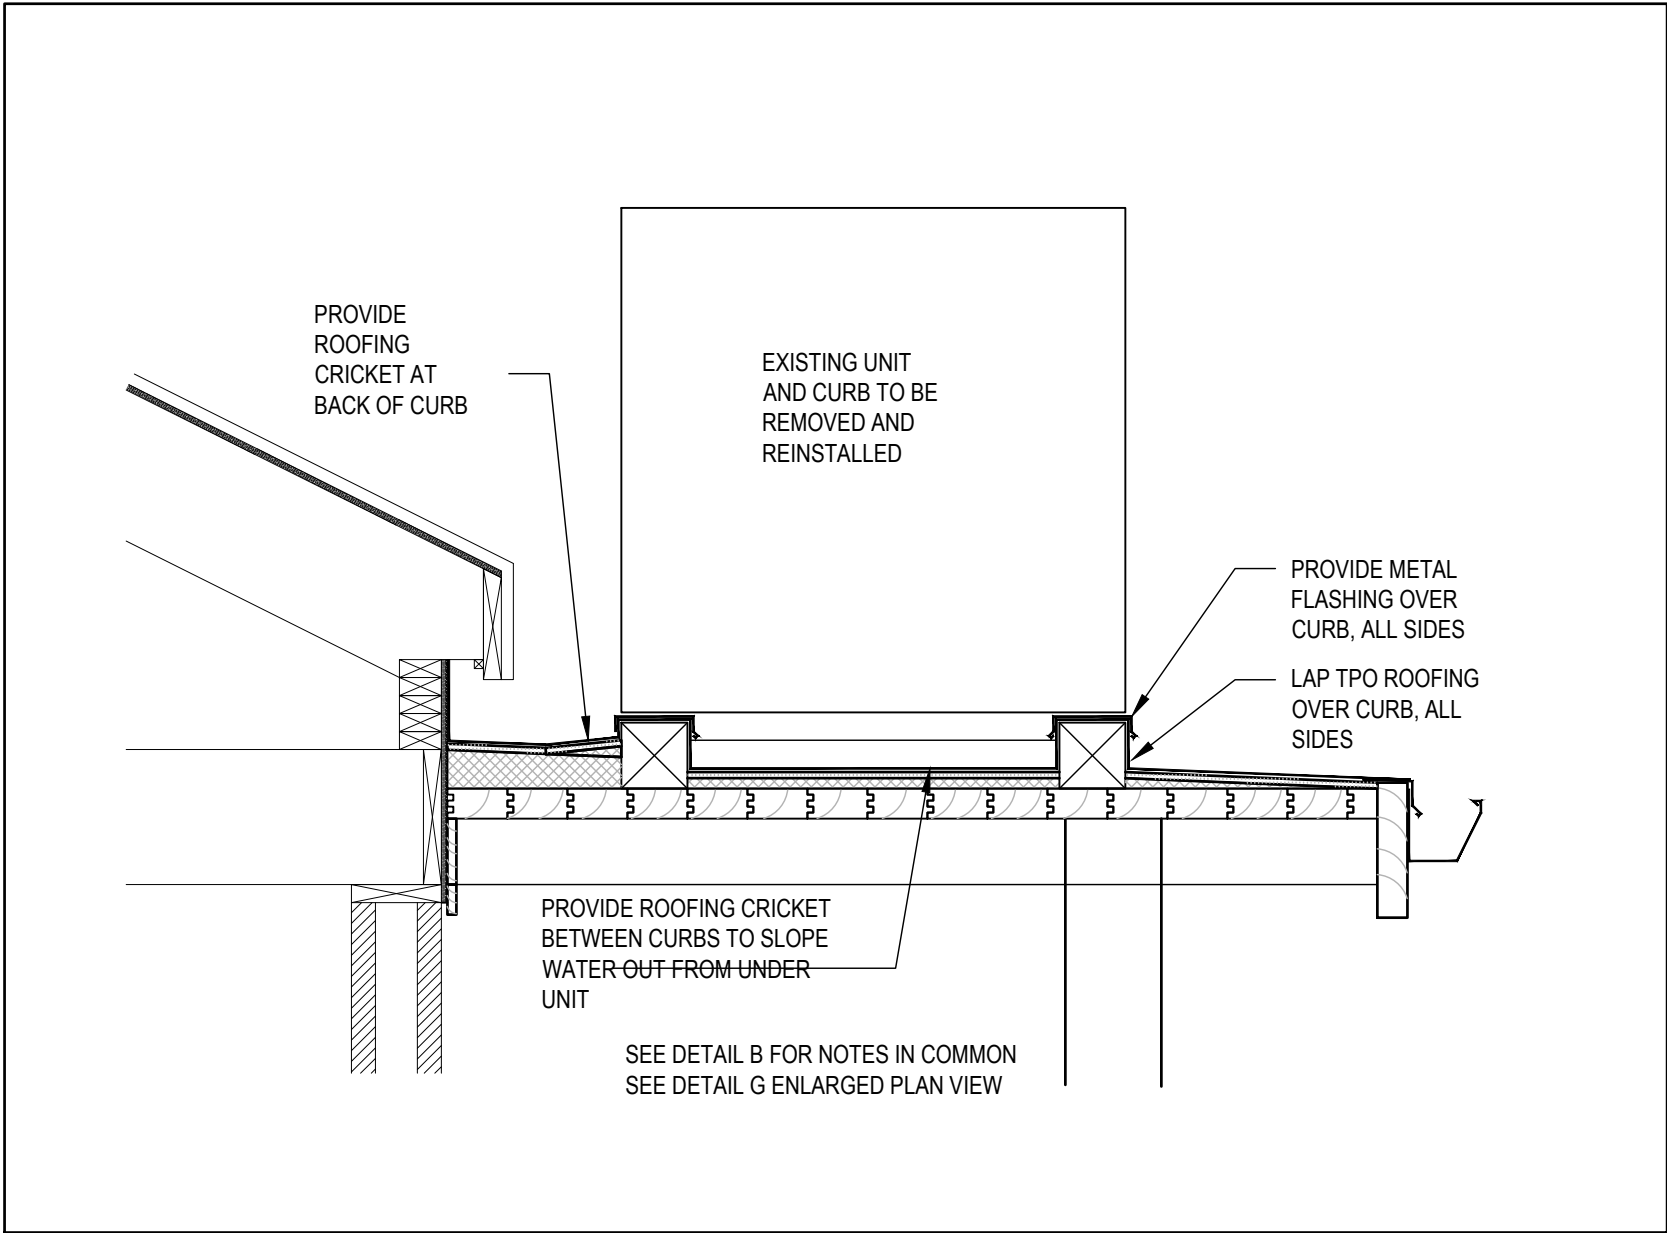 PROVIDE
ROOFING
CRICKET AT
BACK OF CURB
EXISTING UNIT
AND CURB TO BE
REMOVED AND
REINSTALLED
PROVIDE METAL
FLASHING OVER
CURB, ALL SIDES
LAP TPO ROOFING
OVER CURB, ALL
SIDES
PROVIDE ROOFING CRICKET
BETWEEN CURBS TO SLOPE
WATER OUT FROM UNDER
UNIT
SEE DETAIL B FOR NOTES IN COMMON
SEE DETAIL G ENLARGED PLAN VIEW